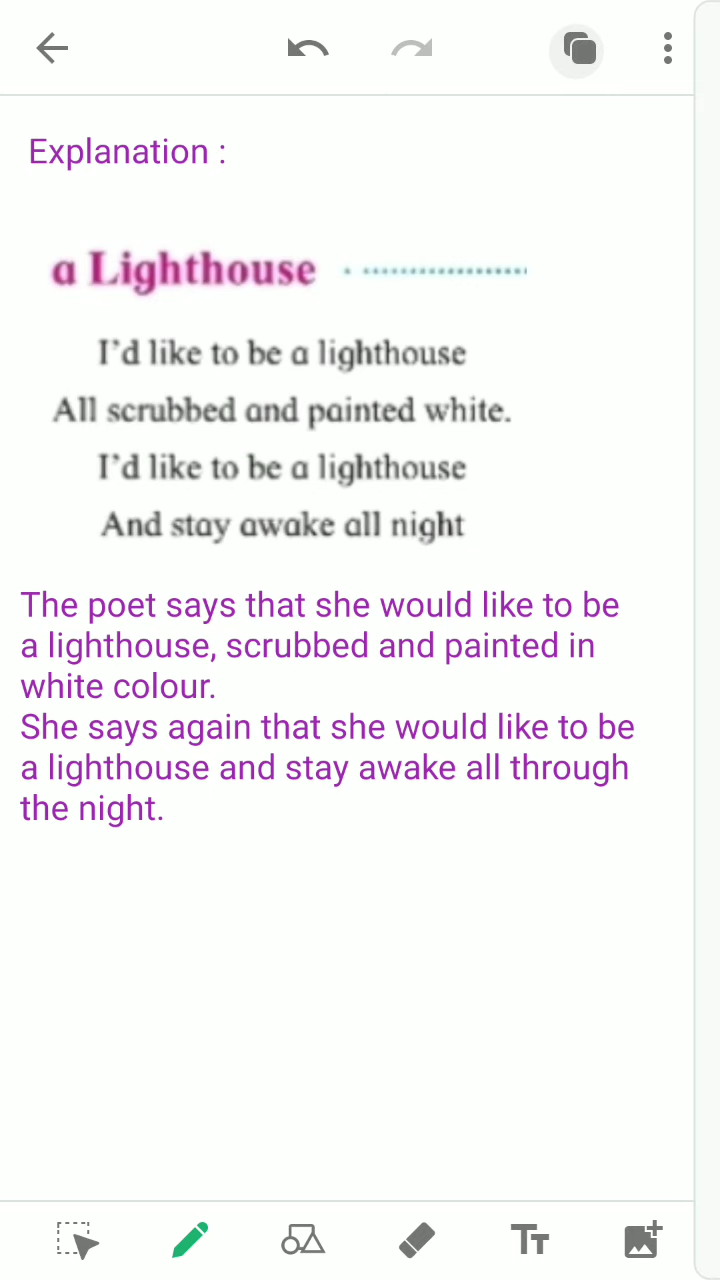 Explanation :
a Lighthouse
I'd like to be a lighthouse
All scrubbed and painted white.
I'd like to be a lighthouse
And stay awake all night
The poet says that she would like to be
a lighthouse, scrubbed and painted in
white colour.
She says again that she would like to be
a lighthouse and stay awake all through
the night.
TT